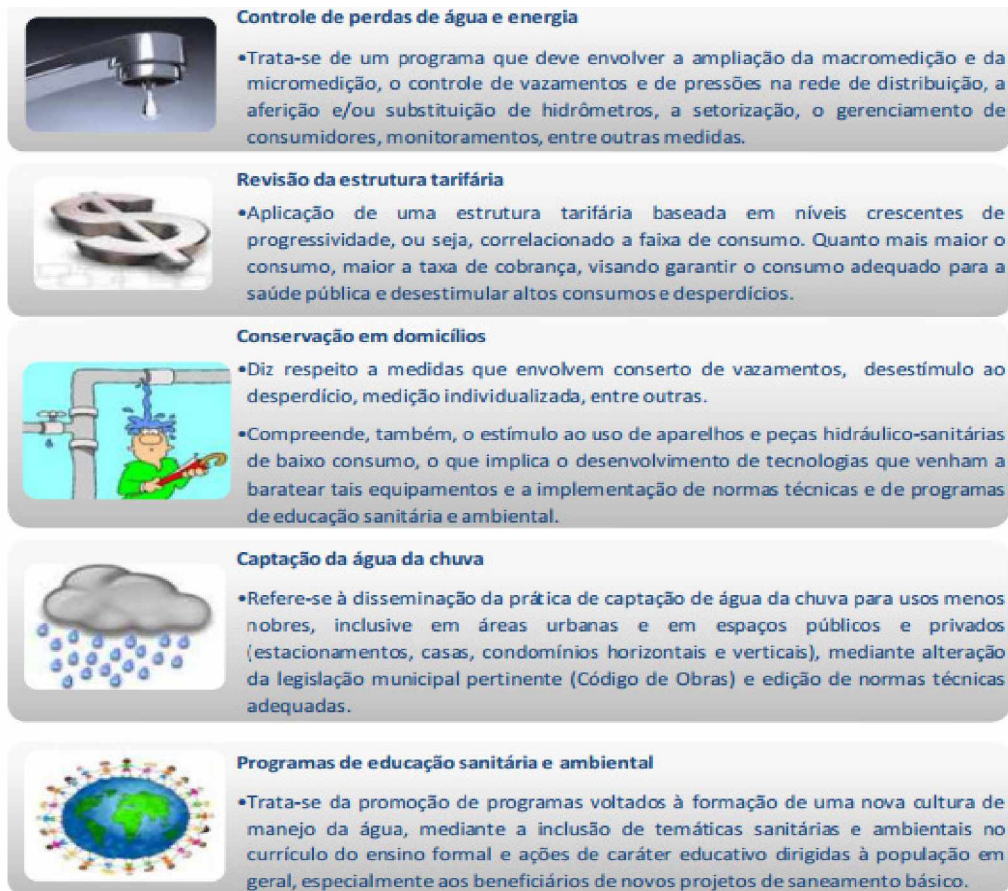 Controle de perdas de água e energia
•Trata-se de um programa que deve envolver a ampliação da macromedição e da
micromedição, o controle de vazamentos e de pressões na rede de distribuição, a
aferição e/ou substituição de hidrômetros, a setorização, o gerenciamento de
consumidores, monitoramentos, entre outras medidas.
Revisão da estrutura tarifária
•Aplicação de uma estrutura tarifária baseada em níveis crescentes de
progressividade, ou seja, correlacionado a faixa de consumo. Quanto mais maior o
consumo, maior a taxa de cobrança, visando garantir o consumo adequado para a
saúde pública e desestimular altos consumos e desperdícios.
Conservação em domicílios
•Diz respeito a medidas que envolvem conserto de vazamentos, desestímulo ao
desperdício, medição individualizada, entre outras.
•Compreende, também, o estímulo ao uso de aparelhos e peças hidráulico-sanitárias
de baixo consumo, o que implica o desenvolvimento de tecnologias que venham a
baratear tais equipamentos e a implementação de normas técnicas e de programas
de educação sanitária e ambiental.
Captação da água da chuva
•Refere-se à disseminação da prática de captação de água da chuva para usos menos
nobres, inclusive em áreas urbanas e em espaços públicos e privados
(estacionamentos, casas, condomínios horizontais e verticais), mediante alteração
da legislação municipal pertinente (Código de Obras) e edição de normas técnicas
adequadas.
Programas de educação sanitária e ambiental
•Trata-se da promoção de programas voltados à formação de uma nova cultura de
manejo da água, mediante a inclusão de temáticas sanitárias e ambientais no
currículo do ensino formal e ações de caráter educativo dirigidas à população em
geral, especialmente aos beneficiários de novos projetos de saneamento básico.